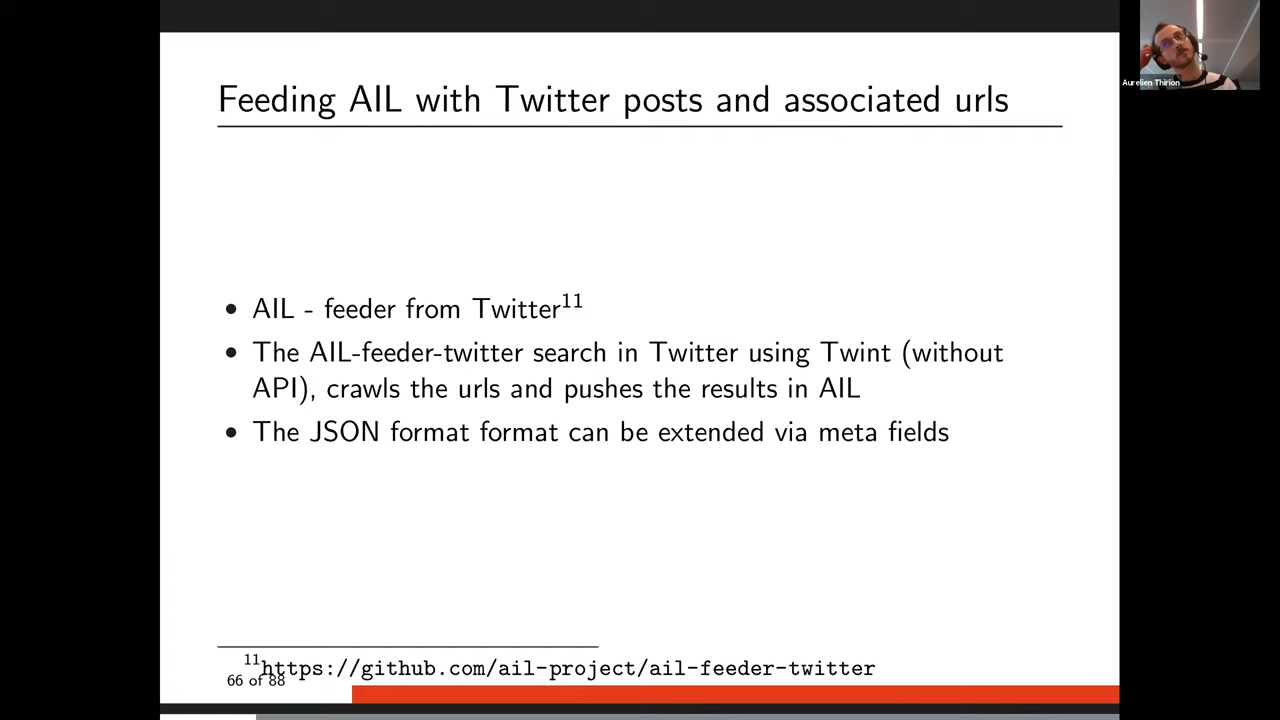 Feeding AIL with Twitter posts and associated urls
Aurelien Thirion
• AIL - feeder from Twitter11
• The AIL-feeder-twitter search in Twitter using Twint (without
API), crawls the urls and pushes the results in AIL
• The JSON format format can be extended via meta fields
11https://github.com/ail-project/ail-feeder-twitter
66 of 88